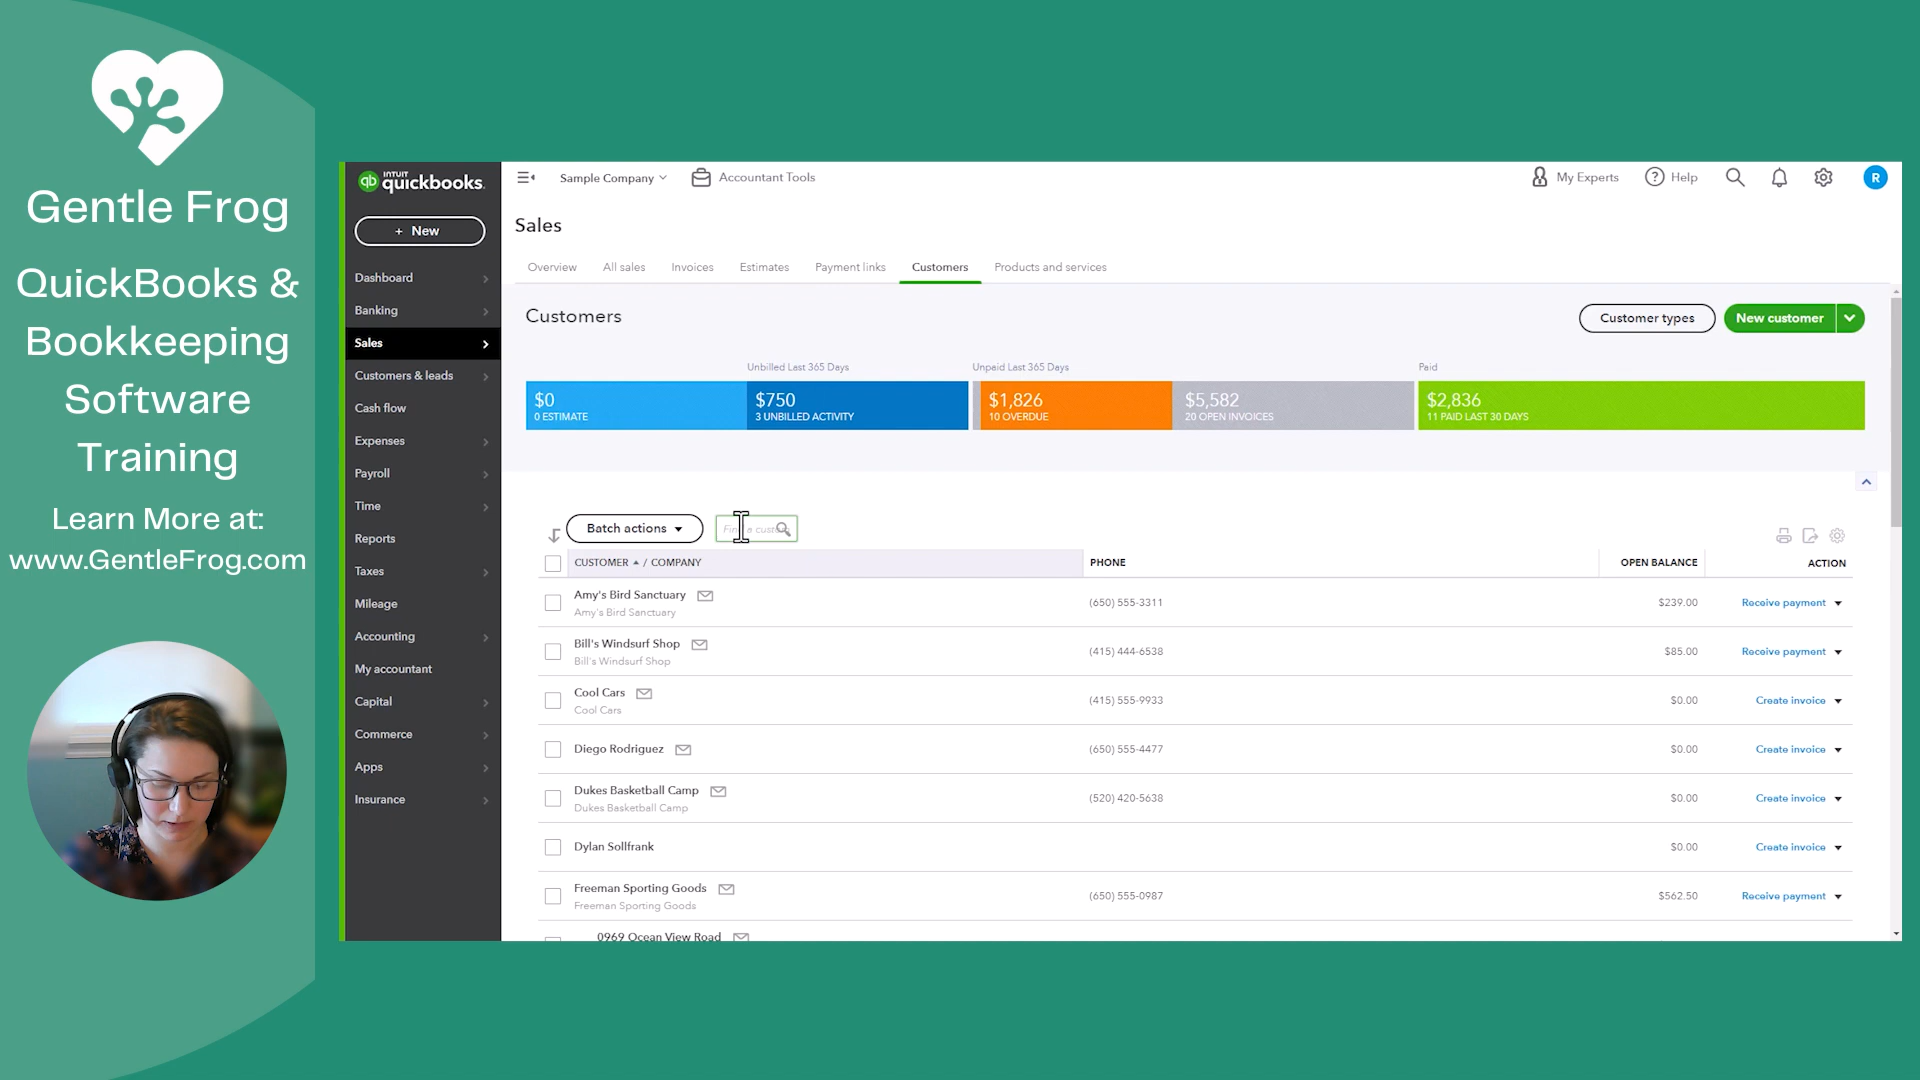 Gentle Frog
QuickBooks &
Bookkeeping
Software
Training
Learn More at:
www.GentleFrog.com
INTUIT
quickbooks.
+ New
Dashboard
Banking
Sales
Customers & leads
Cash flow
Expenses
Payroll
Time
Reports
Taxes
Mileage
Accounting
My accountant
Capital
Commerce
Apps
Insurance
Sample Company
Accountant Tools
My Experts
Help
R
Sales
Overview
All sales
Invoices
Estimates
Payment links
Customers
Products and services
Customers
Customer types
New customer
Unbilled Last 365 Days
Unpaid Last 365 Days
Paid
$0
0 ESTIMATE
$750
3 UNBILLED ACTIVITY
$1,826
10 OVERDUE
$5,582
20 OPEN INVOICES
$2,836
11 PAID LAST 30 DAYS
Batch actions
CUSTOMER / COMPANY PHONE OPEN BALANCE ACTION
Amy's Bird Sanctuary
Amy's Bird Sanctuary
(650) 555-3311 $239.00 Receive payment
Bill's Windsurf Shop
Bill's Windsurf Shop
(415) 444-6538 $85.00 Receive payment
Cool Cars
Cool Cars
(415) 555-9933 $0.00 Create invoice
Diego Rodriguez (650) 555-4477 $0.00 Create invoice
Dukes Basketball Camp
Dukes Basketball Camp
(520) 420-5638 $0.00 Create invoice
Dylan Sollfrank $0.00 Create invoice
Freeman Sporting Goods
Freeman Sporting Goods
(650) 555-0987 $562.50 Receive payment
0969 Ocean View Road